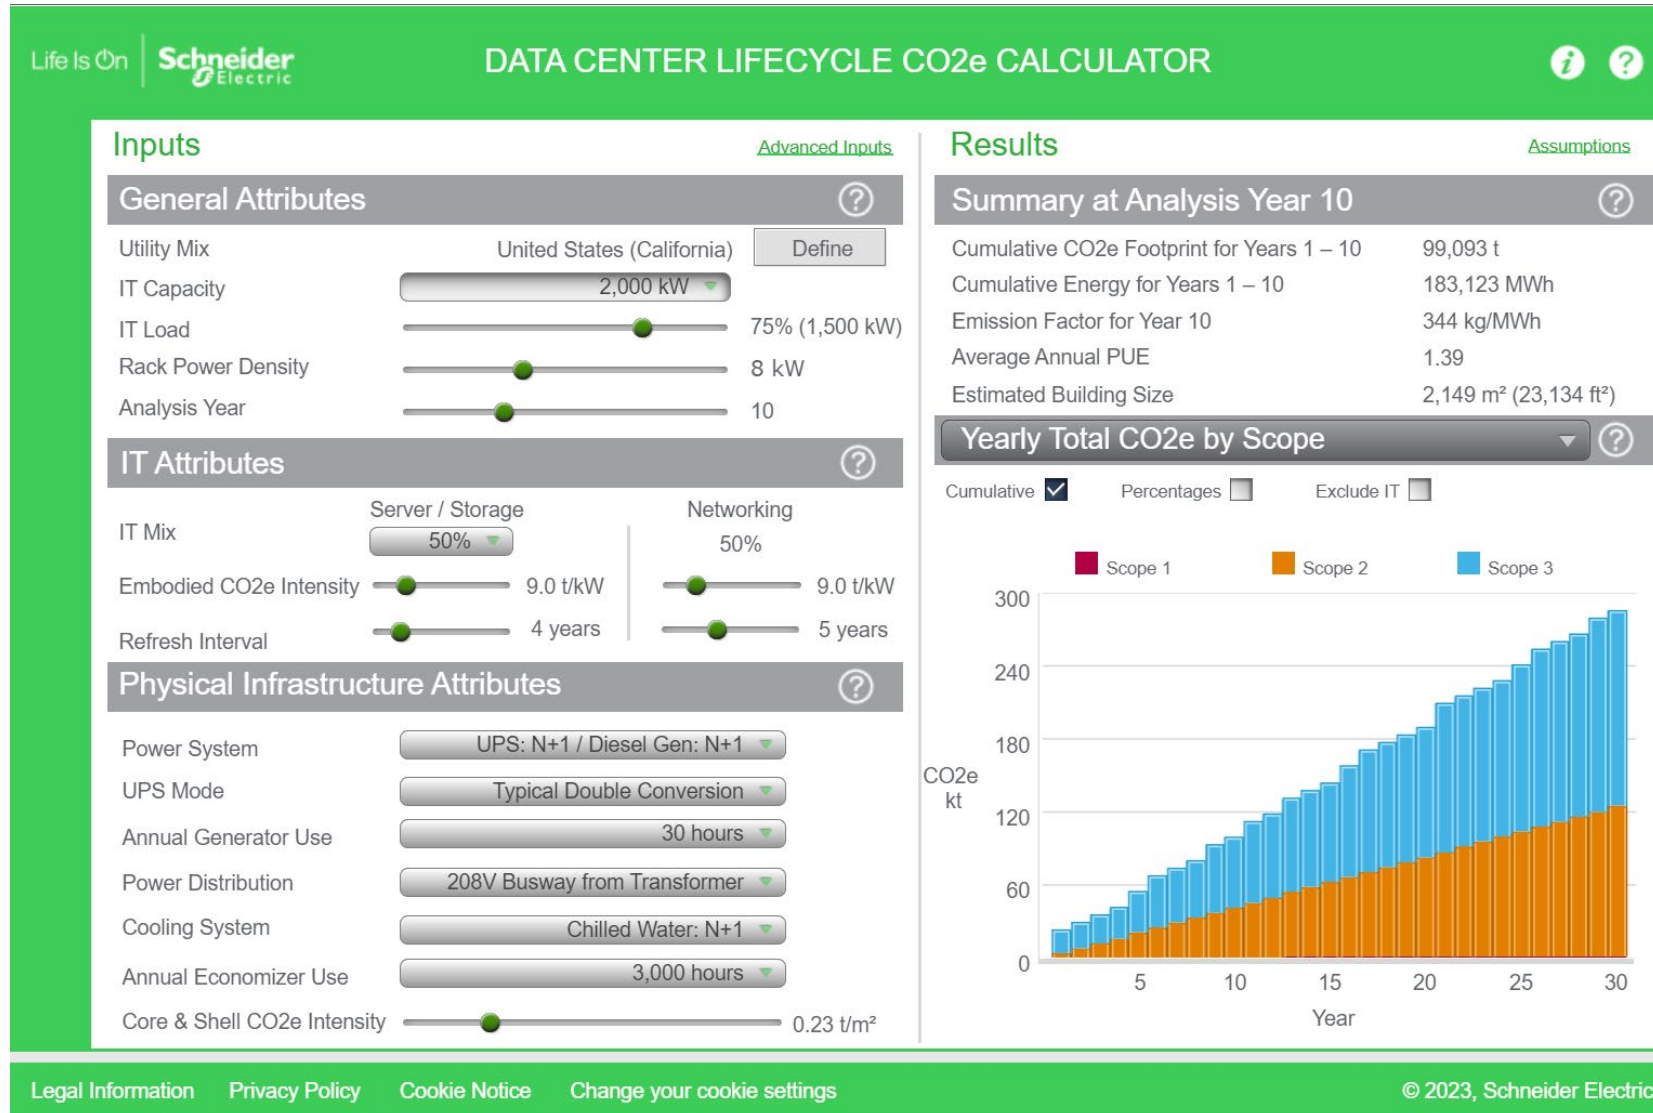 Life Is On Schneider Electric
DATA CENTER LIFECYCLE CO2e CALCULATOR
i ?
Inputs
Advanced Inputs
General Attributes ?
Utility Mix United States (California) Define
IT Capacity 2,000 kW
IT Load 75% (1,500 kW)
Rack Power Density 8 kW
Analysis Year 10
IT Attributes ?
Server / Storage Networking
IT Mix 50% 50%
Embodied CO2e Intensity 9.0 t/kW 9.0 t/kW
Refresh Interval 4 years 5 years
Physical Infrastructure Attributes ?
Power System UPS: N+1 / Diesel Gen: N+1
UPS Mode Typical Double Conversion
Annual Generator Use 30 hours
Power Distribution 208V Busway from Transformer
Cooling System Chilled Water: N+1
Annual Economizer Use 3,000 hours
Core & Shell CO2e Intensity 0.23 t/m²
Results
Assumptions
Summary at Analysis Year 10 ?
Cumulative CO2e Footprint for Years 1 – 10 99,093 t
Cumulative Energy for Years 1 – 10 183,123 MWh
Emission Factor for Year 10 344 kg/MWh
Average Annual PUE 1.39
Estimated Building Size 2,149 m² (23,134 ft²)
Yearly Total CO2e by Scope ?
Cumulative Percentages Exclude IT
Scope 1 Scope 2 Scope 3
300
240
180
CO2e
kt
120
60
0
5 10 15 20 25 30
Year
Legal Information Privacy Policy Cookie Notice Change your cookie settings
© 2023, Schneider Electric